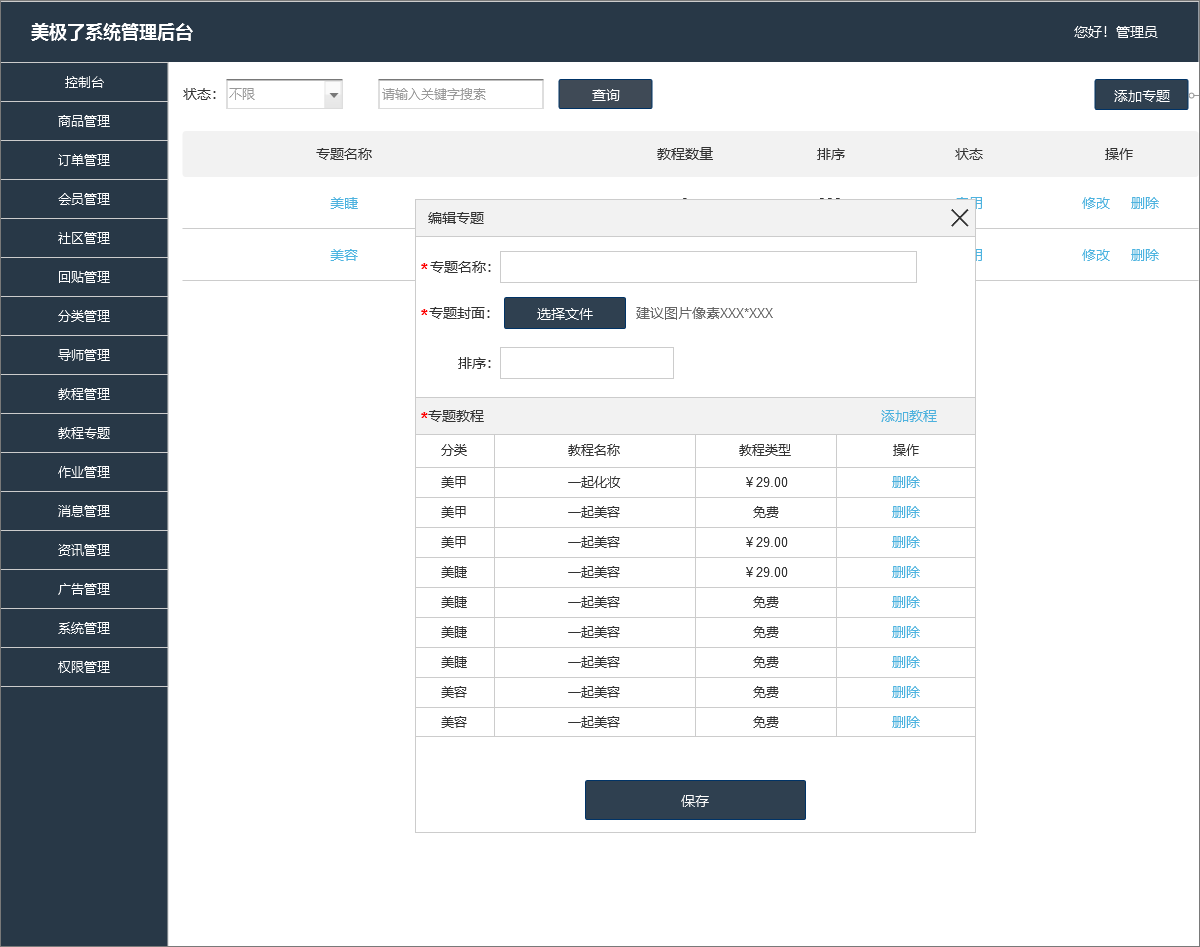 美极了系统管理后台
您好！管理员
控制台
商品管理
订单管理
会员管理
社区管理
回贴管理
分类管理
导师管理
教程管理
教程专题
作业管理
消息管理
资讯管理
广告管理
系统管理
权限管理
状态： 不限 请输入关键字搜索 查询 添加专题
专题名称 教程数量 排序 状态 操作
美睫 修改 删除
美容 修改 删除
编辑专题
*专题名称：
*专题封面： 选择文件 建议图片像素XXX*XXX
排序：
*专题教程 添加教程
分类 教程名称 教程类型 操作
美甲 一起化妆 ￥29.00 删除
美甲 一起美容 免费 删除
美甲 一起美容 ￥29.00 删除
美睫 一起美容 ￥29.00 删除
美睫 一起美容 免费 删除
美睫 一起美容 免费 删除
美睫 一起美容 免费 删除
美容 一起美容 免费 删除
美容 一起美容 免费 删除
保存